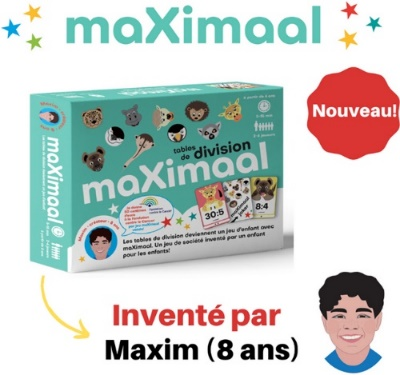 maXimaal
Nouveau!
tables de division
maXimaal
30:5
8:4
Les tables de division deviennent un jeu d'enfant avec
maXimaal. Un jeu de société inventé par un enfant
pour les enfants!
maXimaal
Inventé par
Maxim (8 ans)